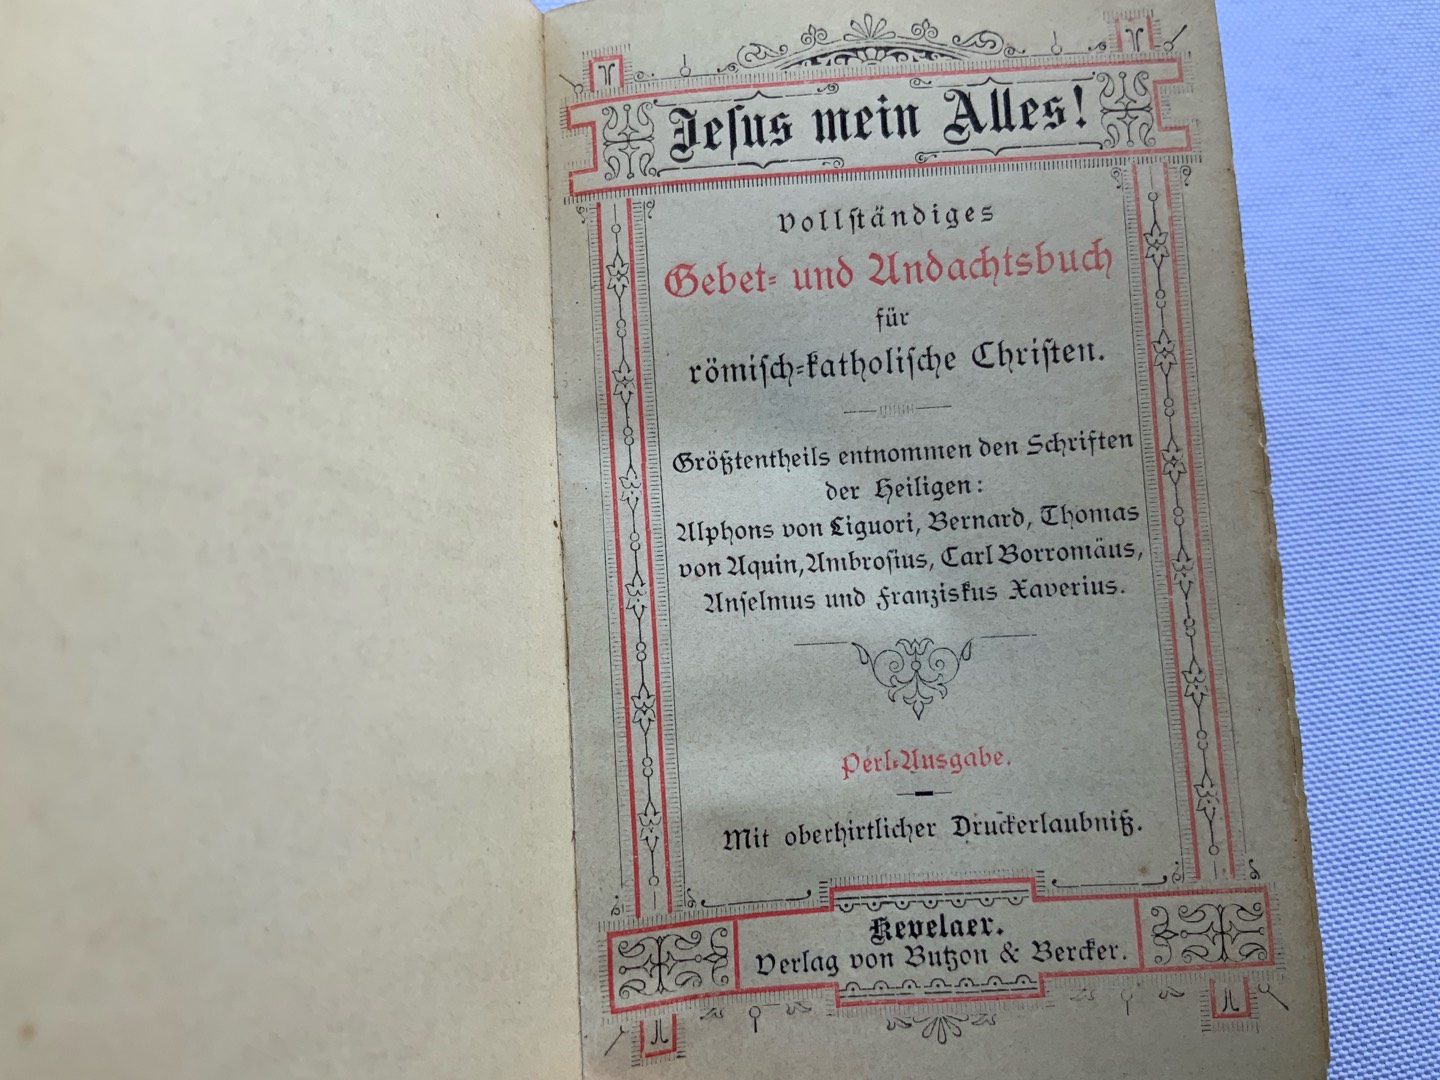 Jeſus mein Alles!
Vollſtändiges
Gebet- und Andachtsbuch
für
römiſch-katholiſche Chriſten.
Größtentheils entnommen den Schriften
der Heiligen:
Alphons von Liguori, Bernard, Thomas
von Aquin, Ambroſius, Carl Borromäus,
Anſelmus und Franziskus Xaverius.
Perl-Ausgabe.
Mit oberhirtlicher Druckerlaubniß.
Kevelaer.
Verlag von Butzon & Bercker.